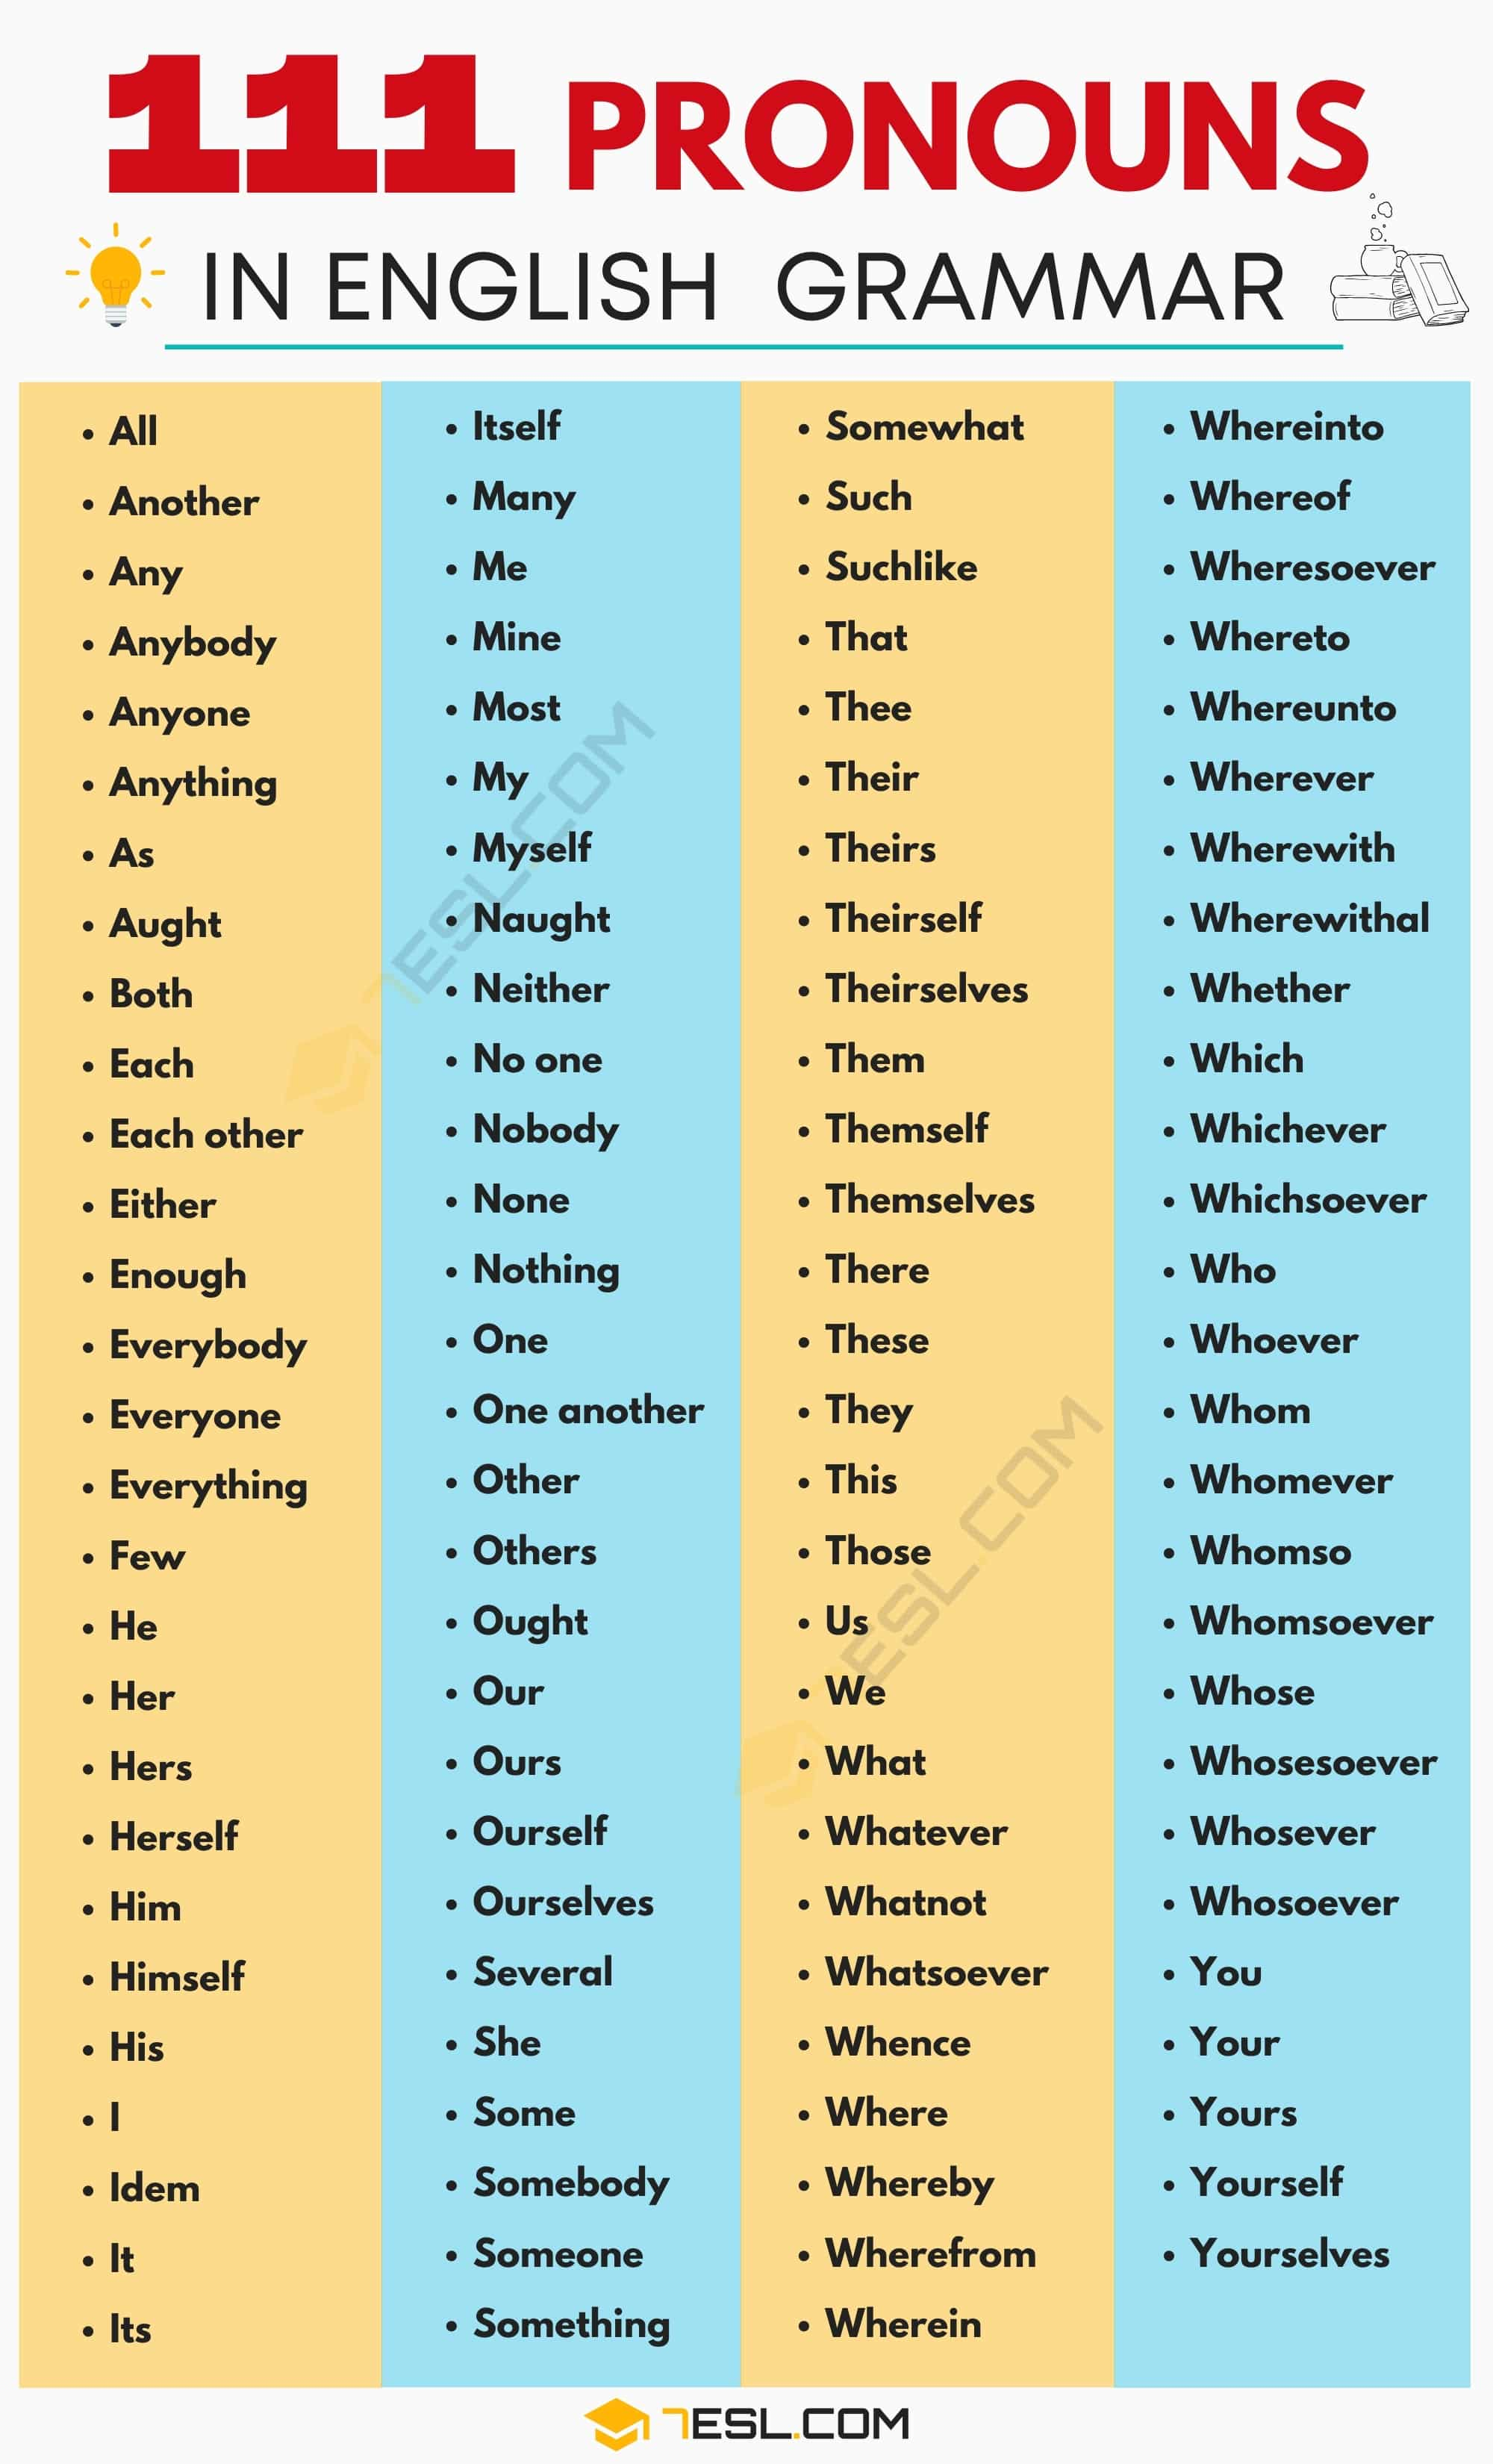 111 PRONOUNS
IN ENGLISH GRAMMAR
• All
• Another
• Any
• Anybody
• Anyone
• Anything
• As
• Aught
• Both
• Each
• Each other
• Either
• Enough
• Everybody
• Everyone
• Everything
• Few
• He
• Her
• Hers
• Herself
• Him
• Himself
• His
• I
• Idem
• It
• Its
• Itself
• Many
• Me
• Mine
• Most
• My
• Myself
• Naught
• Neither
• No one
• Nobody
• None
• Nothing
• One
• One another
• Other
• Others
• Ought
• Our
• Ours
• Ourself
• Ourselves
• Several
• She
• Some
• Somebody
• Someone
• Something
• Somewhat
• Such
• Suchlike
• That
• Thee
• Their
• Theirs
• Theirself
• Theirselves
• Them
• Themself
• Themselves
• There
• These
• They
• This
• Those
• Us
• We
• What
• Whatever
• Whatnot
• Whatsoever
• Whence
• Where
• Whereby
• Wherefrom
• Wherein
• Whereinto
• Whereof
• Wheresoever
• Whereto
• Whereunto
• Wherever
• Wherewith
• Wherewithal
• Whether
• Which
• Whichever
• Whichsoever
• Who
• Whoever
• Whom
• Whomever
• Whomso
• Whomsoever
• Whose
• Whosesoever
• Whosever
• Whosoever
• You
• Your
• Yours
• Yourself
• Yourselves
7ESL.COM
7ESL.COM
7ESL.COM